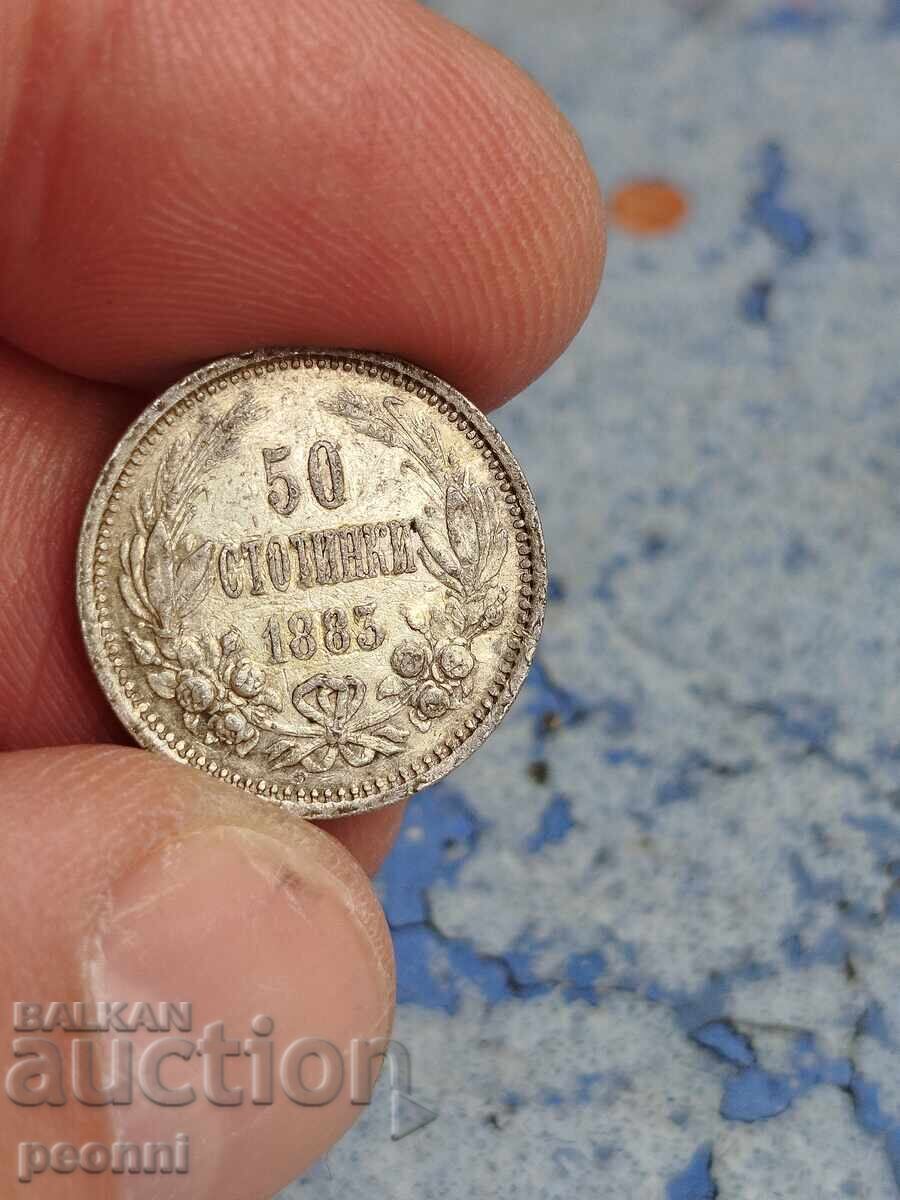 50
СТОТИНКИ
1883
BALKAN
auction
peonni